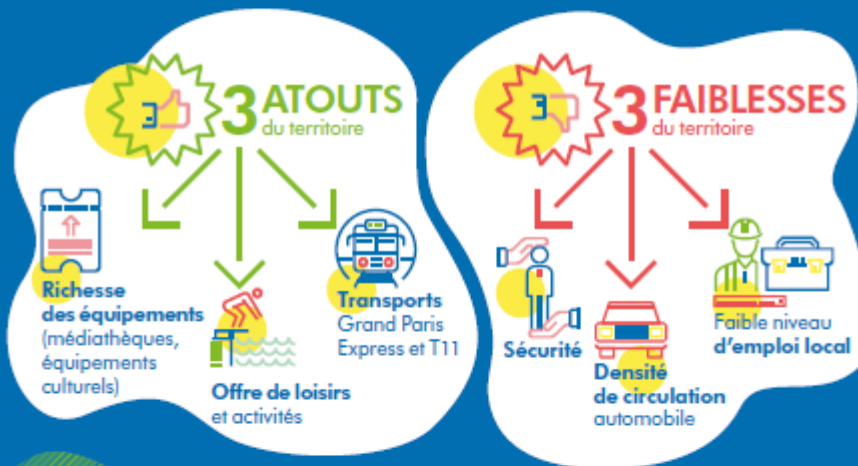 3 ATOUTS
du territoire
Richesse
des équipements
(médiathèques,
équipements
culturels)
Offre de loisirs
et activités
Transports
Grand Paris
Express et T11
3 FAIBLESSES
du territoire
Sécurité
Densité
de circulation
automobile
Faible niveau
d'emploi local